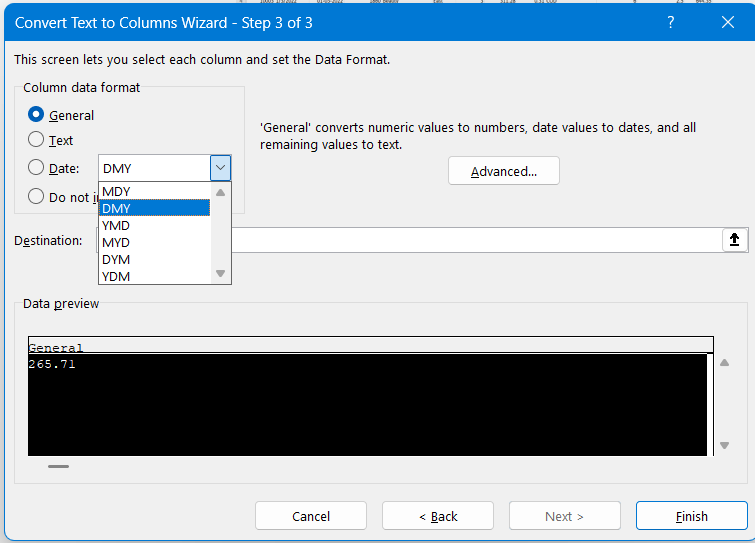 01-05-2022
Convert Text to Columns Wizard - Step 3 of 3
?
This screen lets you select each column and set the Data Format.
Column data format
General
Text
Date: DMY
Do not i
MDY
DMY
YMD
MYD
DYM
YDM
'General' converts numeric values to numbers, date values to dates, and all
remaining values to text.
Advanced...
Destination:
Data preview
General
265.71
Cancel
< Back
Next >
Finish